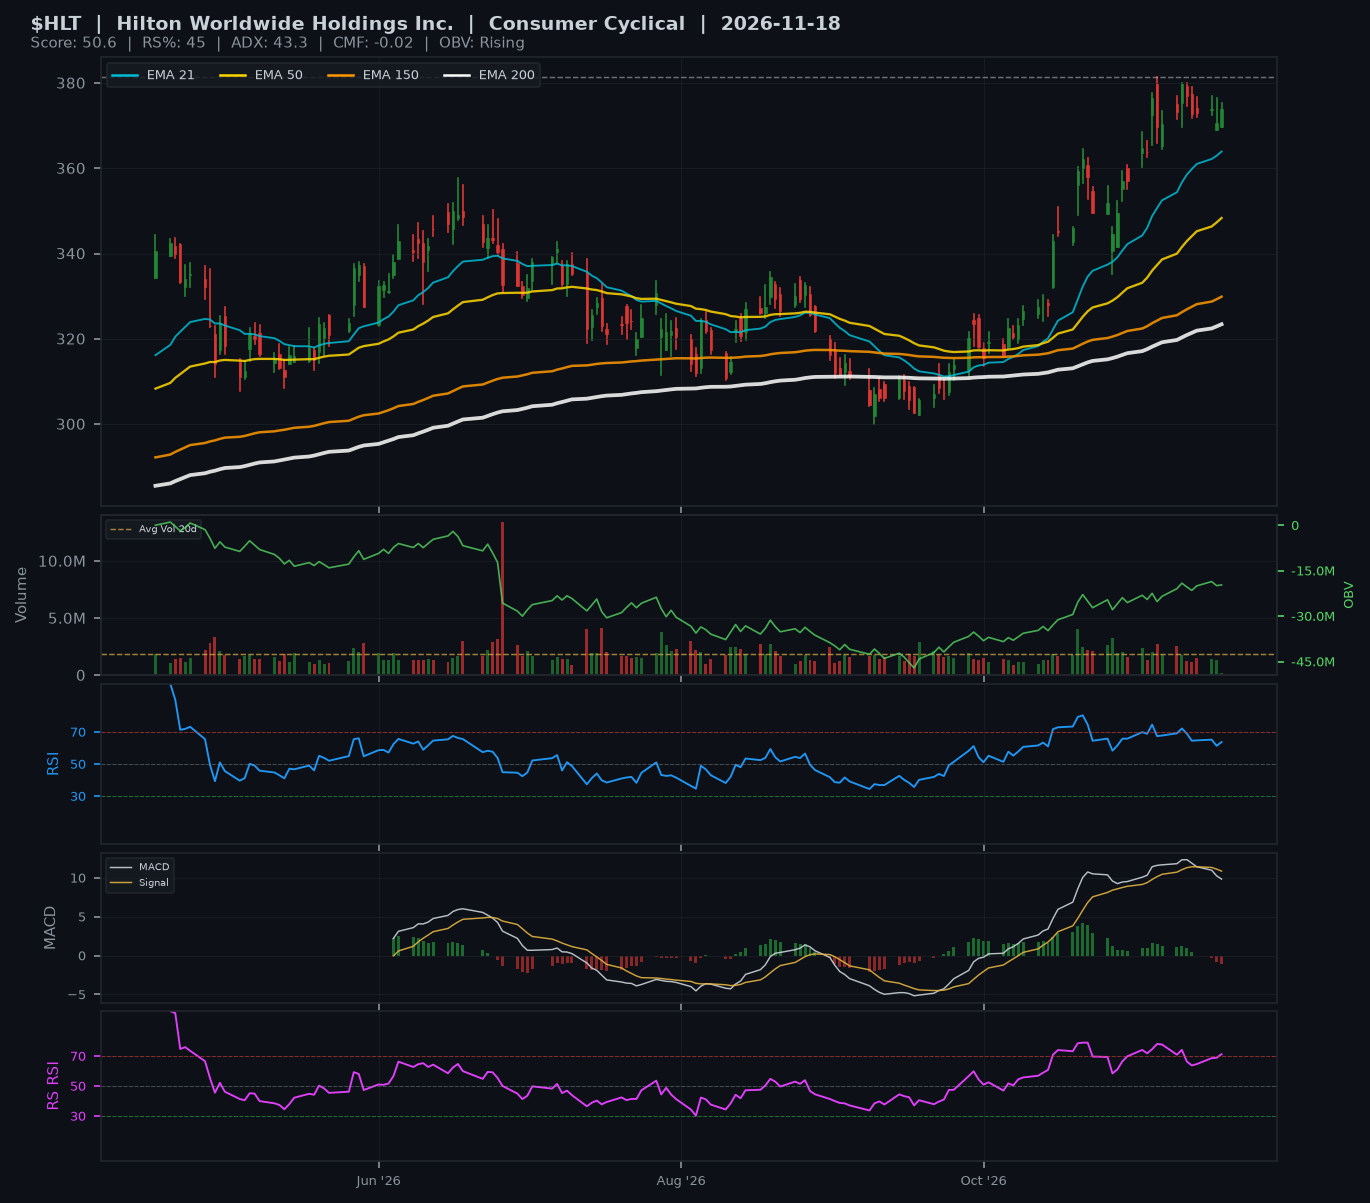 $HLT | Hilton Worldwide Holdings Inc. | Consumer Cyclical | 2026-11-18
Score: 50.6 | RS%: 45 | ADX: 43.3 | CMF: -0.02 | OBV: Rising
EMA 21 EMA 50 EMA 150 EMA 200
380
360
340
320
300
Avg Vol 20d
Volume
10.0M
5.0M
0
0
-15.0M
-30.0M
-45.0M
OBV
RSI
70
50
30
MACD
Signal
MACD
10
5
0
−5
RS RSI
70
50
30
Jun '26 Aug '26 Oct '26